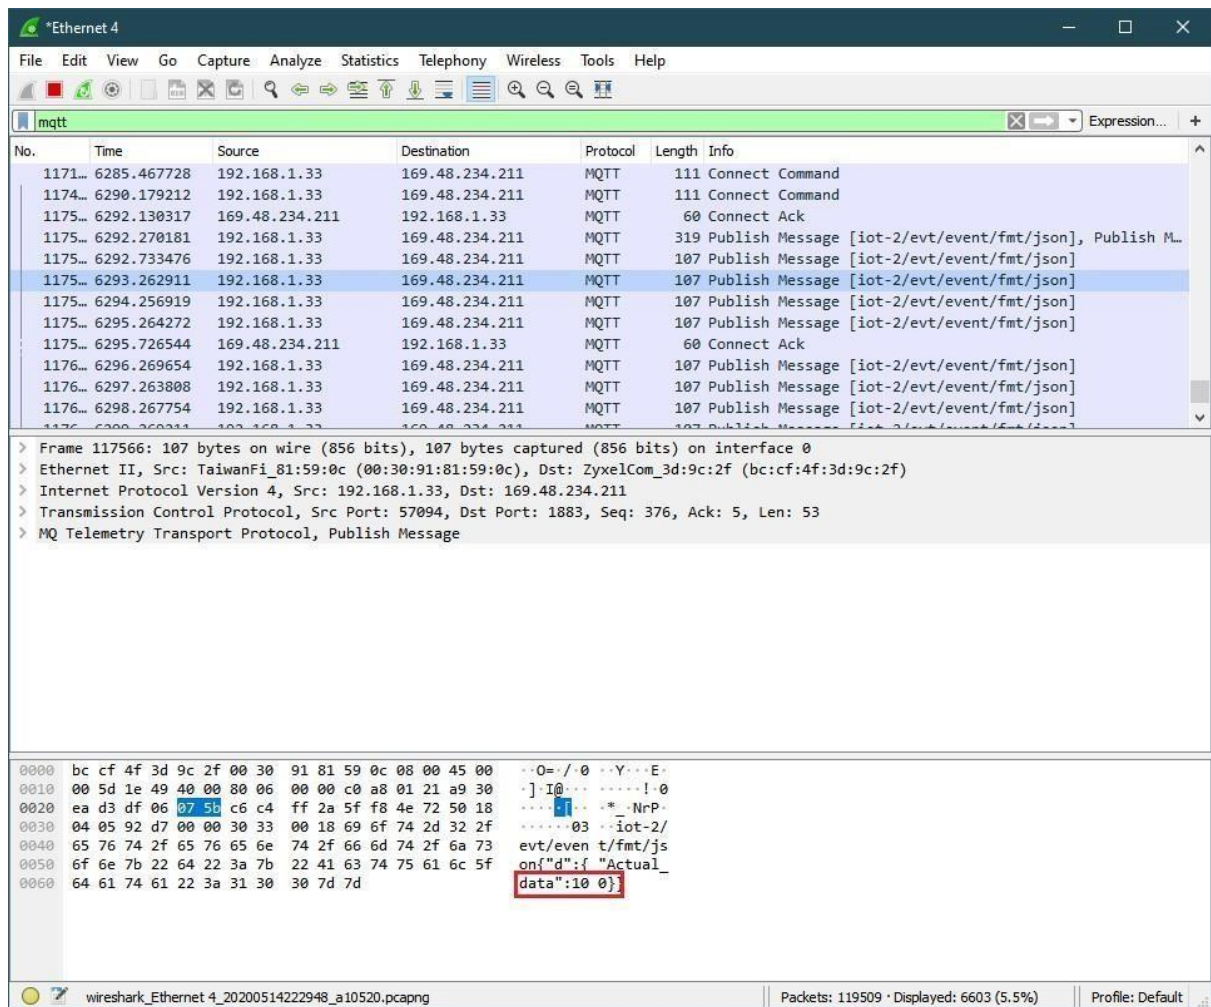 *Ethernet 4
File Edit View Go Capture Analyze Statistics Telephony Wireless Tools Help
mqtt Expression... +
No. Time Source Destination Protocol Length Info
1171… 6285.467728 192.168.1.33 169.48.234.211 MQTT 111 Connect Command
1174… 6290.179212 192.168.1.33 169.48.234.211 MQTT 111 Connect Command
1175… 6292.130317 169.48.234.211 192.168.1.33 MQTT 60 Connect Ack
1175… 6292.270181 192.168.1.33 169.48.234.211 MQTT 319 Publish Message [iot-2/evt/event/fmt/json], Publish M…
1175… 6292.733476 192.168.1.33 169.48.234.211 MQTT 107 Publish Message [iot-2/evt/event/fmt/json]
1175… 6293.262911 192.168.1.33 169.48.234.211 MQTT 107 Publish Message [iot-2/evt/event/fmt/json]
1175… 6294.256919 192.168.1.33 169.48.234.211 MQTT 107 Publish Message [iot-2/evt/event/fmt/json]
1175… 6295.264272 192.168.1.33 169.48.234.211 MQTT 107 Publish Message [iot-2/evt/event/fmt/json]
1175… 6295.726544 169.48.234.211 192.168.1.33 MQTT 60 Connect Ack
1176… 6296.269654 192.168.1.33 169.48.234.211 MQTT 107 Publish Message [iot-2/evt/event/fmt/json]
1176… 6297.263808 192.168.1.33 169.48.234.211 MQTT 107 Publish Message [iot-2/evt/event/fmt/json]
1176… 6298.267754 192.168.1.33 169.48.234.211 MQTT 107 Publish Message [iot-2/evt/event/fmt/json]
> Frame 117566: 107 bytes on wire (856 bits), 107 bytes captured (856 bits) on interface 0
> Ethernet II, Src: TaiwanFi_81:59:0c (00:30:91:81:59:0c), Dst: ZyxelCom_3d:9c:2f (bc:cf:4f:3d:9c:2f)
> Internet Protocol Version 4, Src: 192.168.1.33, Dst: 169.48.234.211
> Transmission Control Protocol, Src Port: 57094, Dst Port: 1883, Seq: 376, Ack: 5, Len: 53
> MQ Telemetry Transport Protocol, Publish Message
0000 bc cf 4f 3d 9c 2f 00 30 91 81 59 0c 08 00 45 00 ··O=·/·0 ··Y···E·
0010 00 5d 1e 49 40 00 80 06 00 00 c0 a8 01 21 a9 30 ·]·I@··· ·····!·0
0020 ea d3 df 06 07 5b c6 c4 ff 2a 5f f8 4e 72 50 18 ·····[·· ·*_·NrP·
0030 04 05 92 d7 00 00 30 33 00 18 69 6f 74 2d 32 2f ······03 ··iot-2/
0040 65 76 74 2f 65 76 65 6e 74 2f 66 6d 74 2f 6a 73 evt/even t/fmt/js
0050 6f 6e 7b 22 64 22 3a 7b 22 41 63 74 75 61 6c 5f on{"d":{ "Actual_
0060 64 61 74 61 22 3a 31 30 30 7d 7d data":10 0}}
wireshark_Ethernet 4_20200514222948_a10520.pcapng Packets: 119509 · Displayed: 6603 (5.5%) Profile: Default